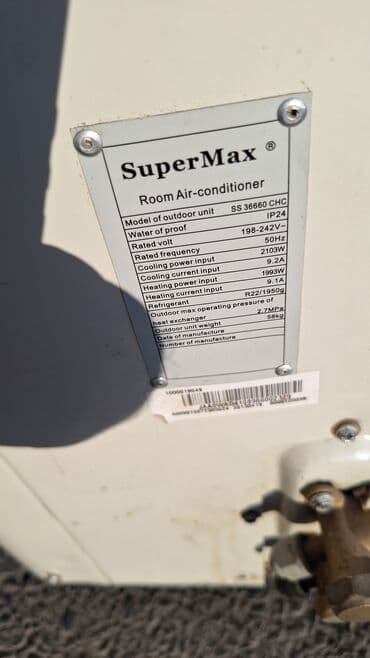 SuperMax ®
Room Air-conditioner
Model of outdoor unit SS 36660 CHC
Water of proof IP24
Rated volt 198-242V~
Rated frequency 50Hz
Cooling power input 2103W
Cooling current input 9.2A
Heating power input 1993W
Heating current input 9.1A
Refrigerant R22/1950g
Outdoor max operating pressure of
heat exchanger 2.7MPa
Outdoor unit weight 58kg
Date of manufacture
Number of manufacture